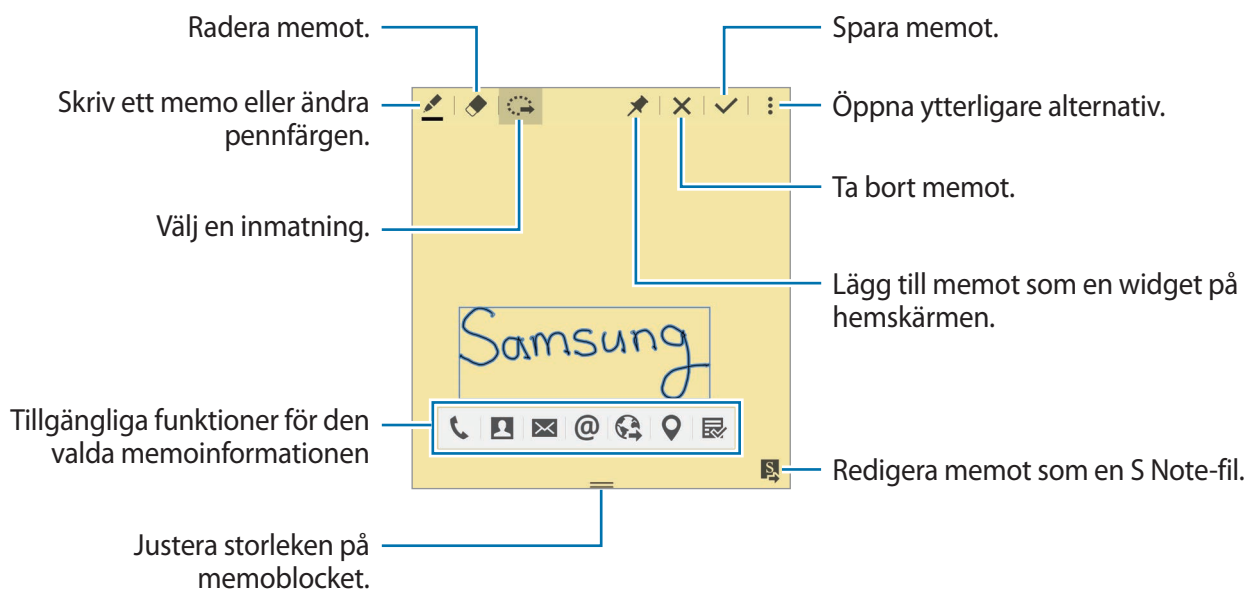 Radera memot.
Spara memot.
Skriv ett memo eller ändra
pennfärgen.
Öppna ytterligare alternativ.
Ta bort memot.
Välj en inmatning.
Lägg till memot som en widget på
hemskärmen.
Samsung
Tillgängliga funktioner för den
valda memoinformationen
@
S
Redigera memot som en S Note-fil.
Justera storleken på
memoblocket.